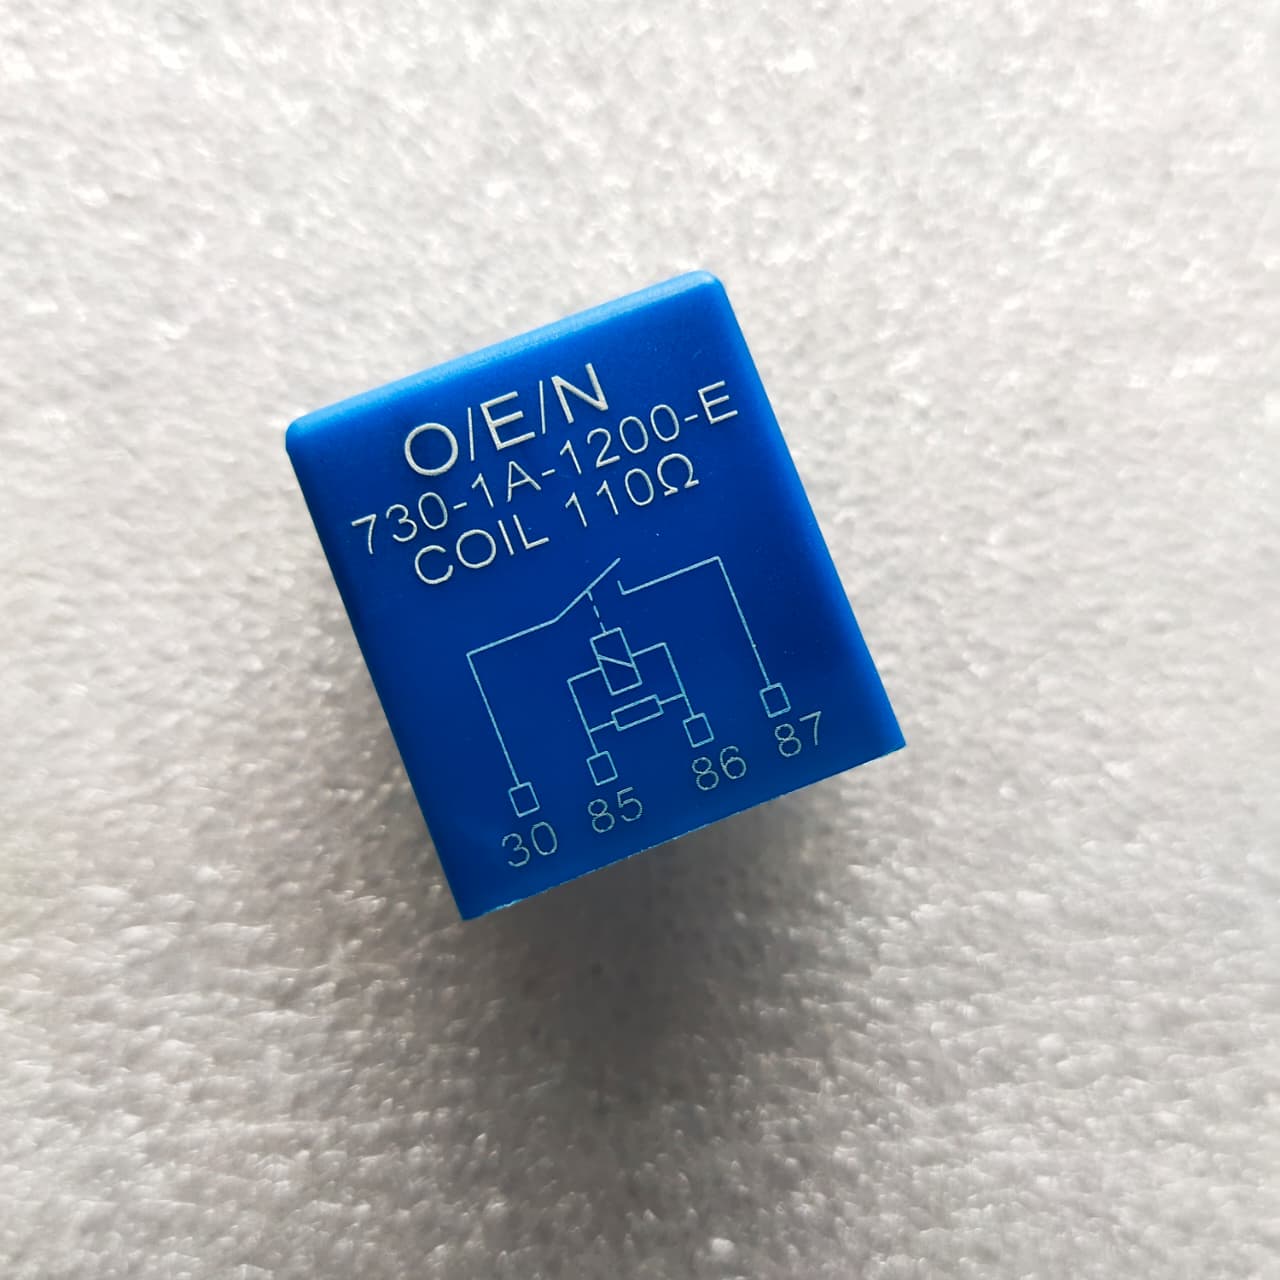 O/E/N
730-1A-1200-E
COIL 110Ω
30 85 86 87